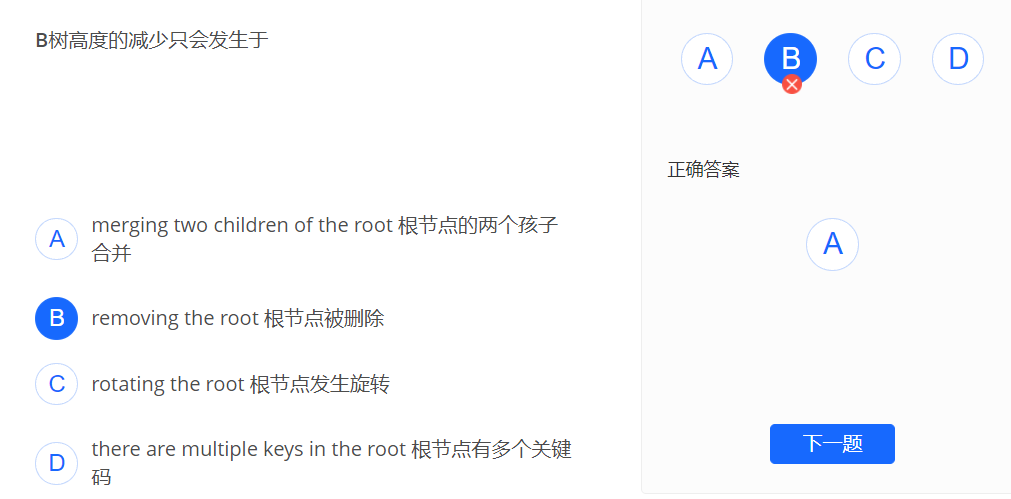 B树高度的减少只会发生于
A
merging two children of the root 根节点的两个孩子
合并
B
removing the root 根节点被删除
C
rotating the root 根节点发生旋转
D
there are multiple keys in the root 根节点有多个关键
码
A B C D
正确答案
A
下一题